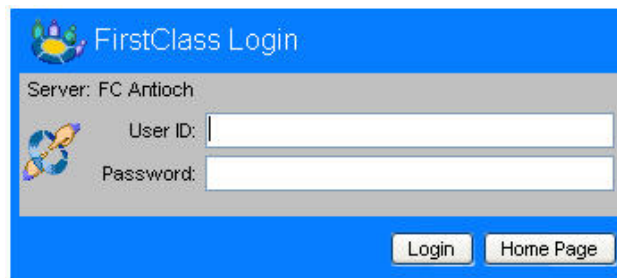 FirstClass Login
Server: FC Antioch
User ID:
Password:
Login Home Page